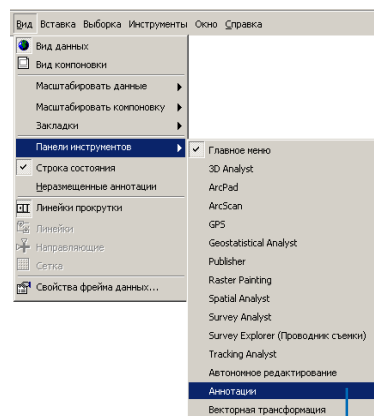 Вид Вставка Выборка Инструменты Окно Справка
Вид данных
Вид компоновки
Масштабировать данные
Масштабировать компоновку
Закладки
Панели инструментов
Строка состояния
Неразмещенные аннотации
Линейки прокрутки
Линейки
Направляющие
Сетка
Свойства фрейма данных...
Главное меню
3D Analyst
ArcPad
ArcScan
GPS
Geostatistical Analyst
Publisher
Raster Painting
Spatial Analyst
Survey Analyst
Survey Explorer (Проводник съемки)
Tracking Analyst
Автономное редактирование
Аннотации
Векторная трансформация